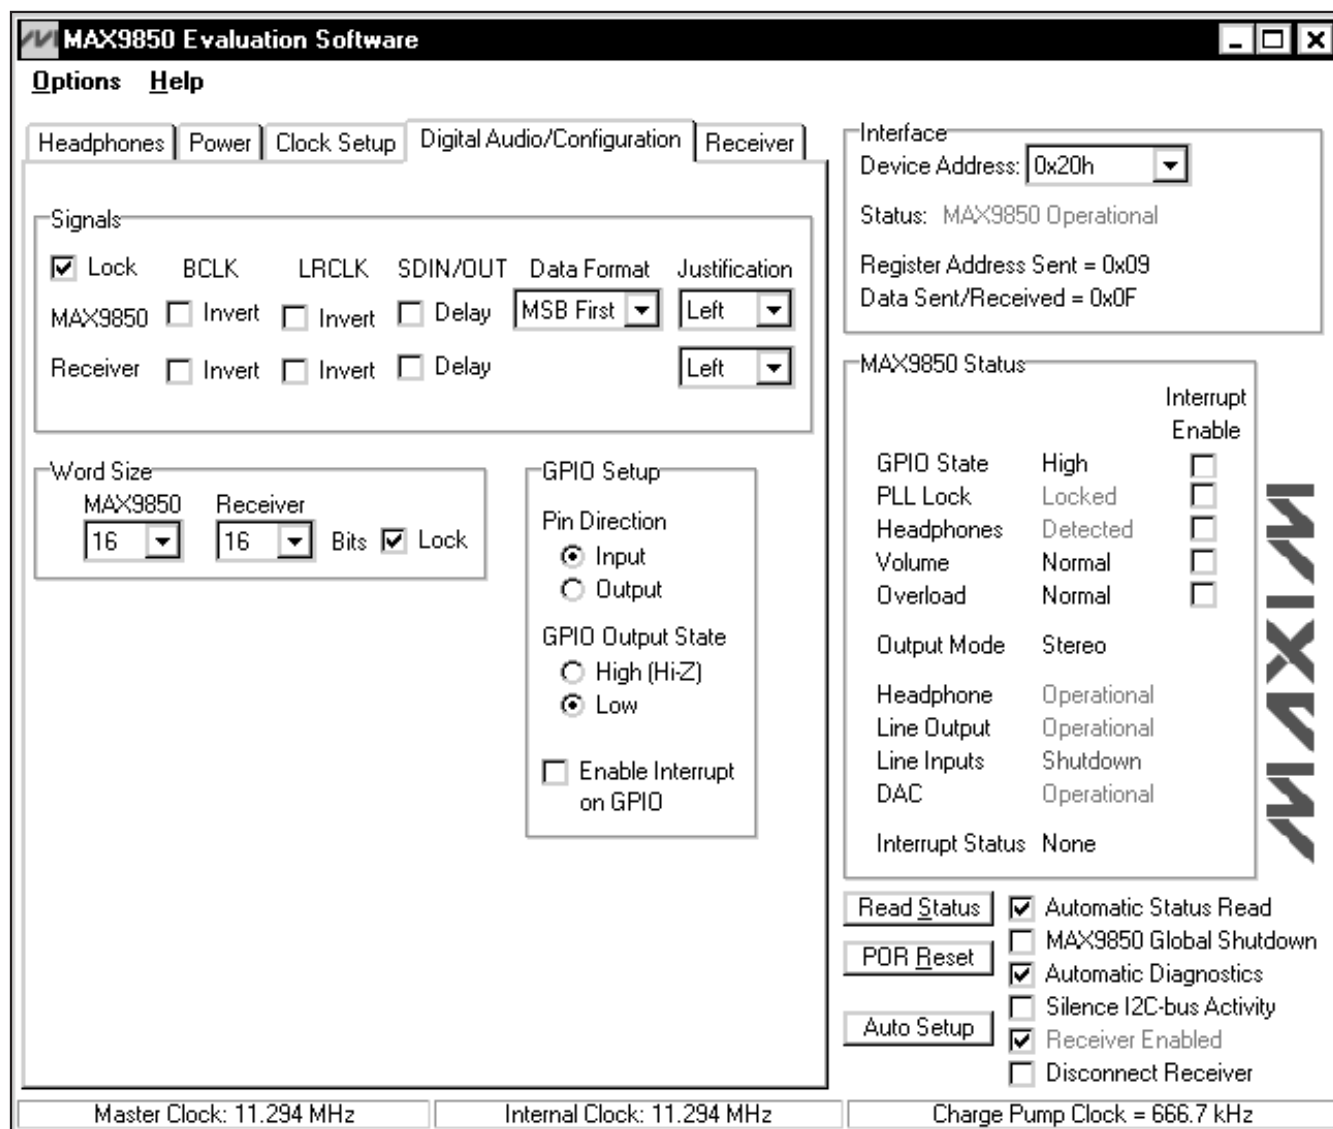 MAX9850 Evaluation Software
Options Help
Headphones Power Clock Setup Digital Audio/Configuration Receiver
Signals
Lock BCLK LRCLK SDIN/OUT Data Format Justification
MAX9850 Invert Invert Delay MSB First Left
Receiver Invert Invert Delay Left
Word Size
MAX9850 Receiver
16 16 Bits Lock
GPIO Setup
Pin Direction
Input
Output
GPIO Output State
High (Hi-Z)
Low
Enable Interrupt
on GPIO
Interface
Device Address: 0x20h
Status: MAX9850 Operational
Register Address Sent = 0x09
Data Sent/Received = 0x0F
MAX9850 Status
Interrupt
Enable
GPIO State High
PLL Lock Locked
Headphones Detected
Volume Normal
Overload Normal
Output Mode Stereo
Headphone Operational
Line Output Operational
Line Inputs Shutdown
DAC Operational
Interrupt Status None
MAXIM
Read Status Automatic Status Read
MAX9850 Global Shutdown
POR Reset
Automatic Diagnostics
Silence I2C-bus Activity
Auto Setup
Receiver Enabled
Disconnect Receiver
Master Clock: 11.294 MHz Internal Clock: 11.294 MHz Charge Pump Clock = 666.7 kHz